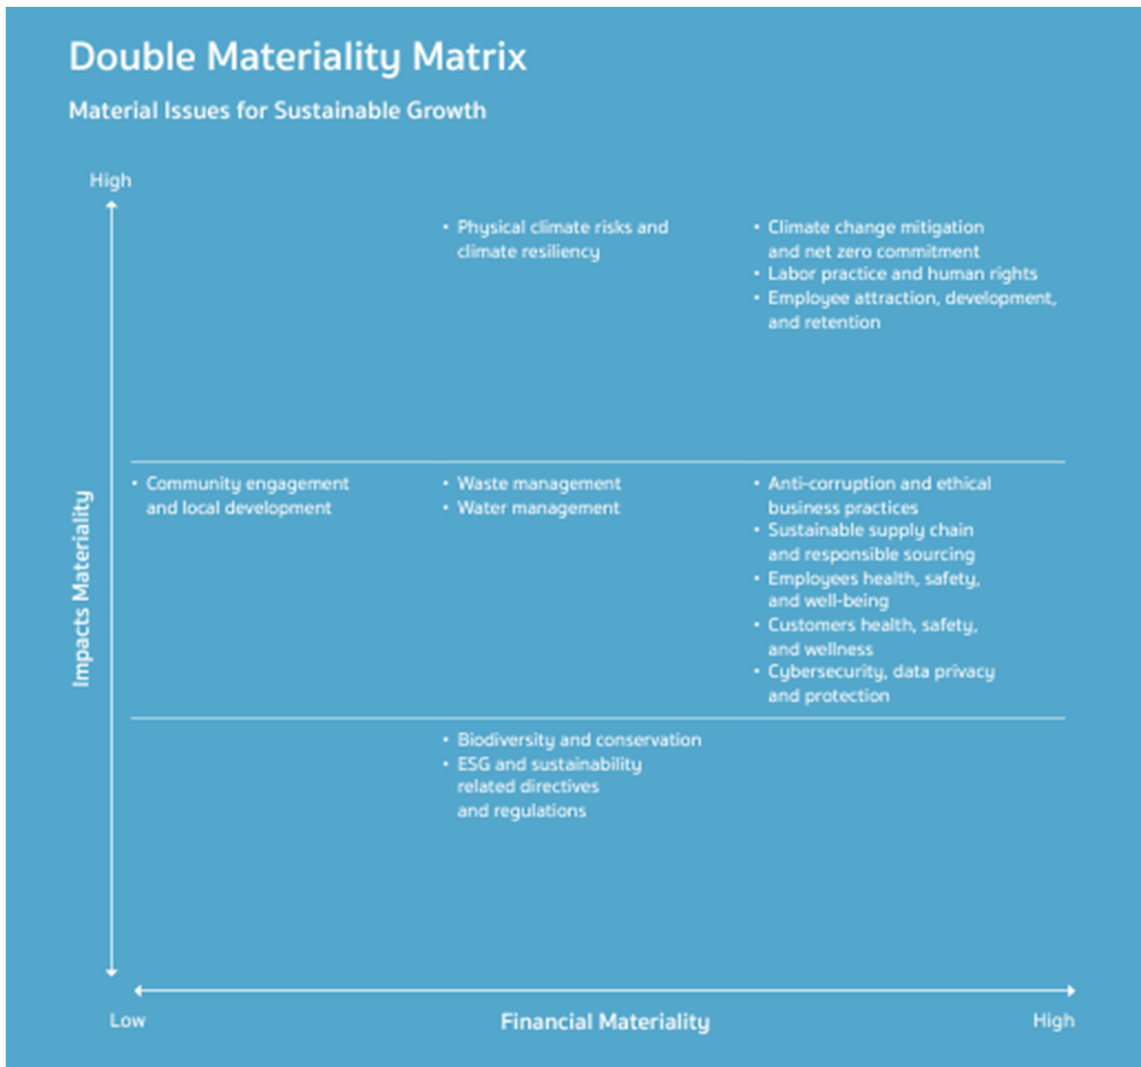 Double Materiality Matrix
Material Issues for Sustainable Growth
High
• Physical climate risks and
climate resiliency
• Climate change mitigation
and net zero commitment
• Labor practice and human rights
• Employee attraction, development,
and retention
Impacts Materiality
• Community engagement
and local development
• Waste management
• Water management
• Anti-corruption and ethical
business practices
• Sustainable supply chain
and responsible sourcing
• Employees health, safety,
and well-being
• Customers health, safety,
and wellness
• Cybersecurity, data privacy
and protection
• Biodiversity and conservation
• ESG and sustainability
related directives
and regulations
Low
Financial Materiality
High